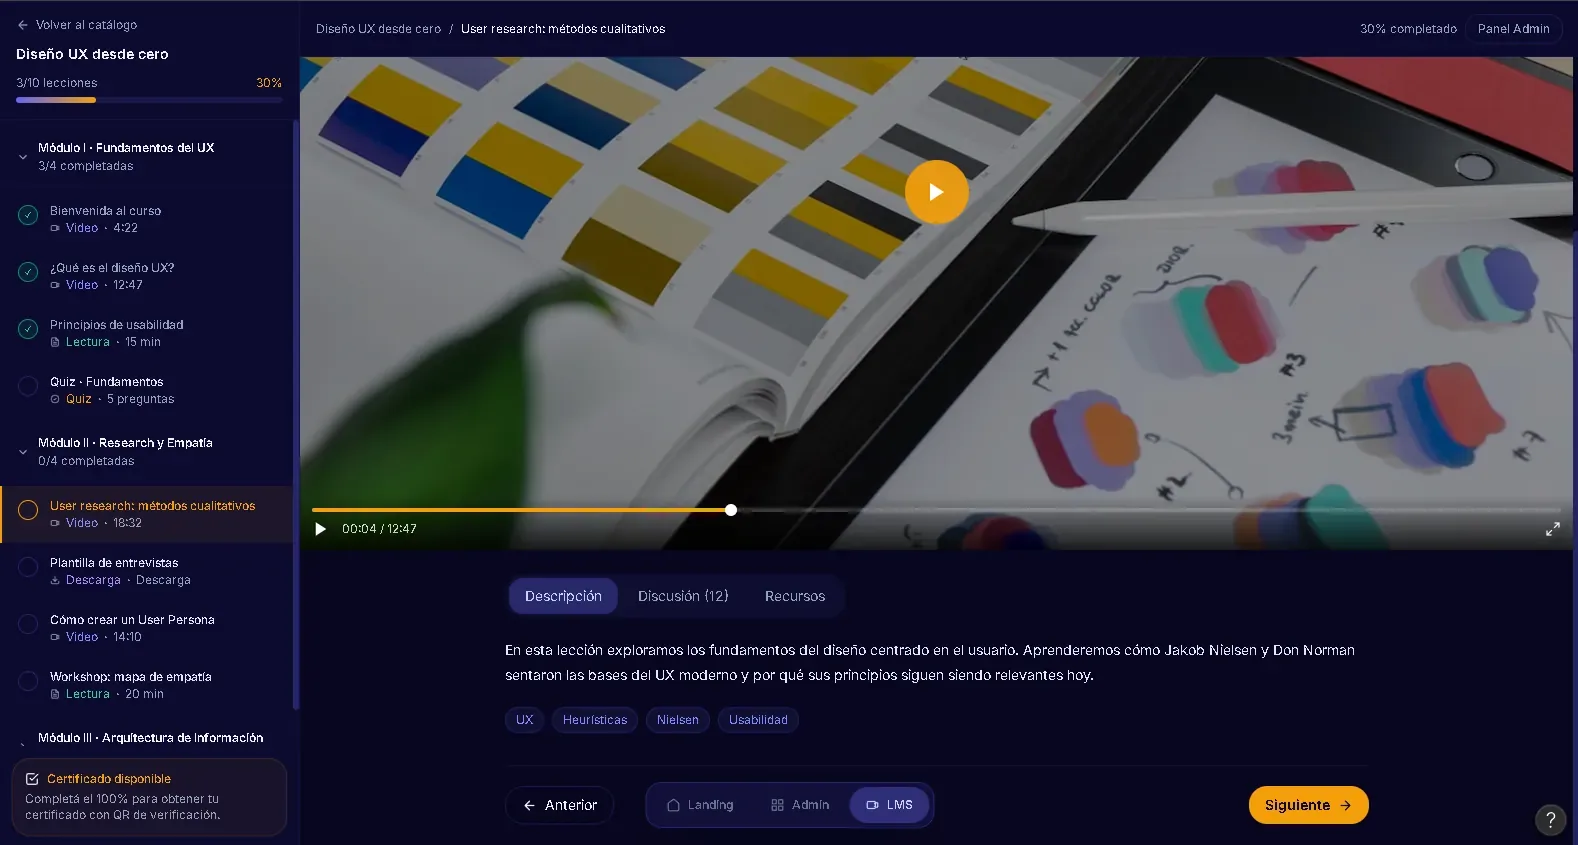 Volver al catálogo
Diseño UX desde cero
3/10 lecciones 30%
Módulo I · Fundamentos del UX
3/4 completadas
Bienvenida al curso
Video · 4:22
¿Qué es el diseño UX?
Video · 12:47
Principios de usabilidad
Lectura · 15 min
Quiz · Fundamentos
Quiz · 5 preguntas
Módulo II · Research y Empatía
0/4 completadas
User research: métodos cualitativos
Video · 18:32
Plantilla de entrevistas
Descarga · Descarga
Cómo crear un User Persona
Video · 14:10
Workshop: mapa de empatía
Lectura · 20 min
Módulo III · Arquitectura de Información
Certificado disponible
Completá el 100% para obtener tu
certificado con QR de verificación.
Diseño UX desde cero / User research: métodos cualitativos
30% completado Panel Admin
#3
#2
#7
00:04 / 12:47
Descripción Discusión (12) Recursos
En esta lección exploramos los fundamentos del diseño centrado en el usuario. Aprenderemos cómo Jakob Nielsen y Don Norman
sentaron las bases del UX moderno y por qué sus principios siguen siendo relevantes hoy.
UX Heurísticas Nielsen Usabilidad
Anterior Landing Admin LMS Siguiente
?